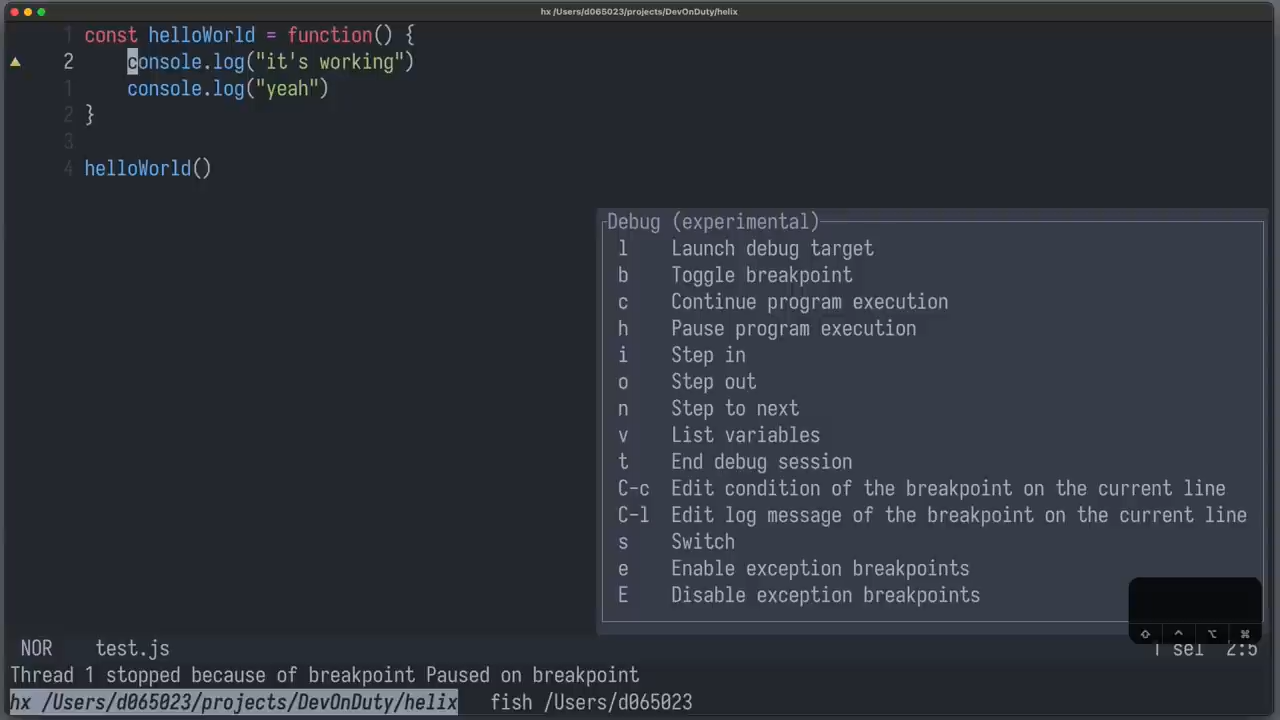 hx /Users/d065023/projects/DevOnDuty/helix
1 const helloWorld = function() {
▲ 2 console.log("it's working")
1 console.log("yeah")
2 }
3
4 helloWorld()
Debug (experimental)
l Launch debug target
b Toggle breakpoint
c Continue program execution
h Pause program execution
i Step in
o Step out
n Step to next
v List variables
t End debug session
C-c Edit condition of the breakpoint on the current line
C-l Edit log message of the breakpoint on the current line
s Switch
e Enable exception breakpoints
E Disable exception breakpoints
⇧ ^ ⌥ ⌘
NOR test.js 1 sel 2:5
Thread 1 stopped because of breakpoint Paused on breakpoint
hx /Users/d065023/projects/DevOnDuty/helix fish /Users/d065023